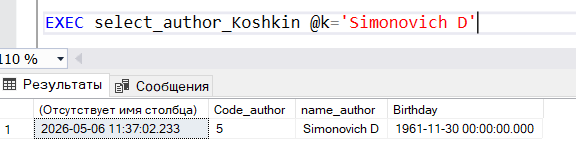 EXEC select_author_Koshkin @k='Simonovich D'
110 %
Результаты Сообщения
(Отсутствует имя столбца) Code_author name_author Birthday
1 2026-05-06 11:37:02.233 5 Simonovich D 1961-11-30 00:00:00.000